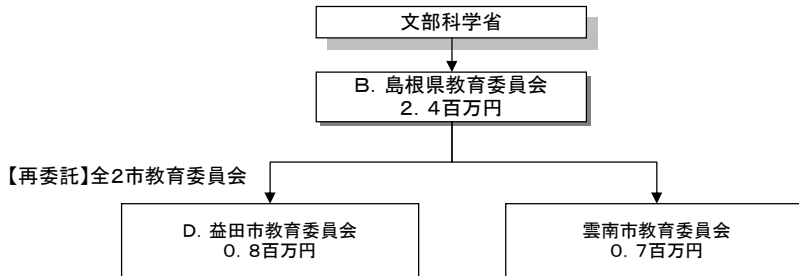 文部科学省
B. 島根県教育委員会
2. 4百万円
【再委託】全2市教育委員会
D. 益田市教育委員会
0. 8百万円
雲南市教育委員会
0. 7百万円